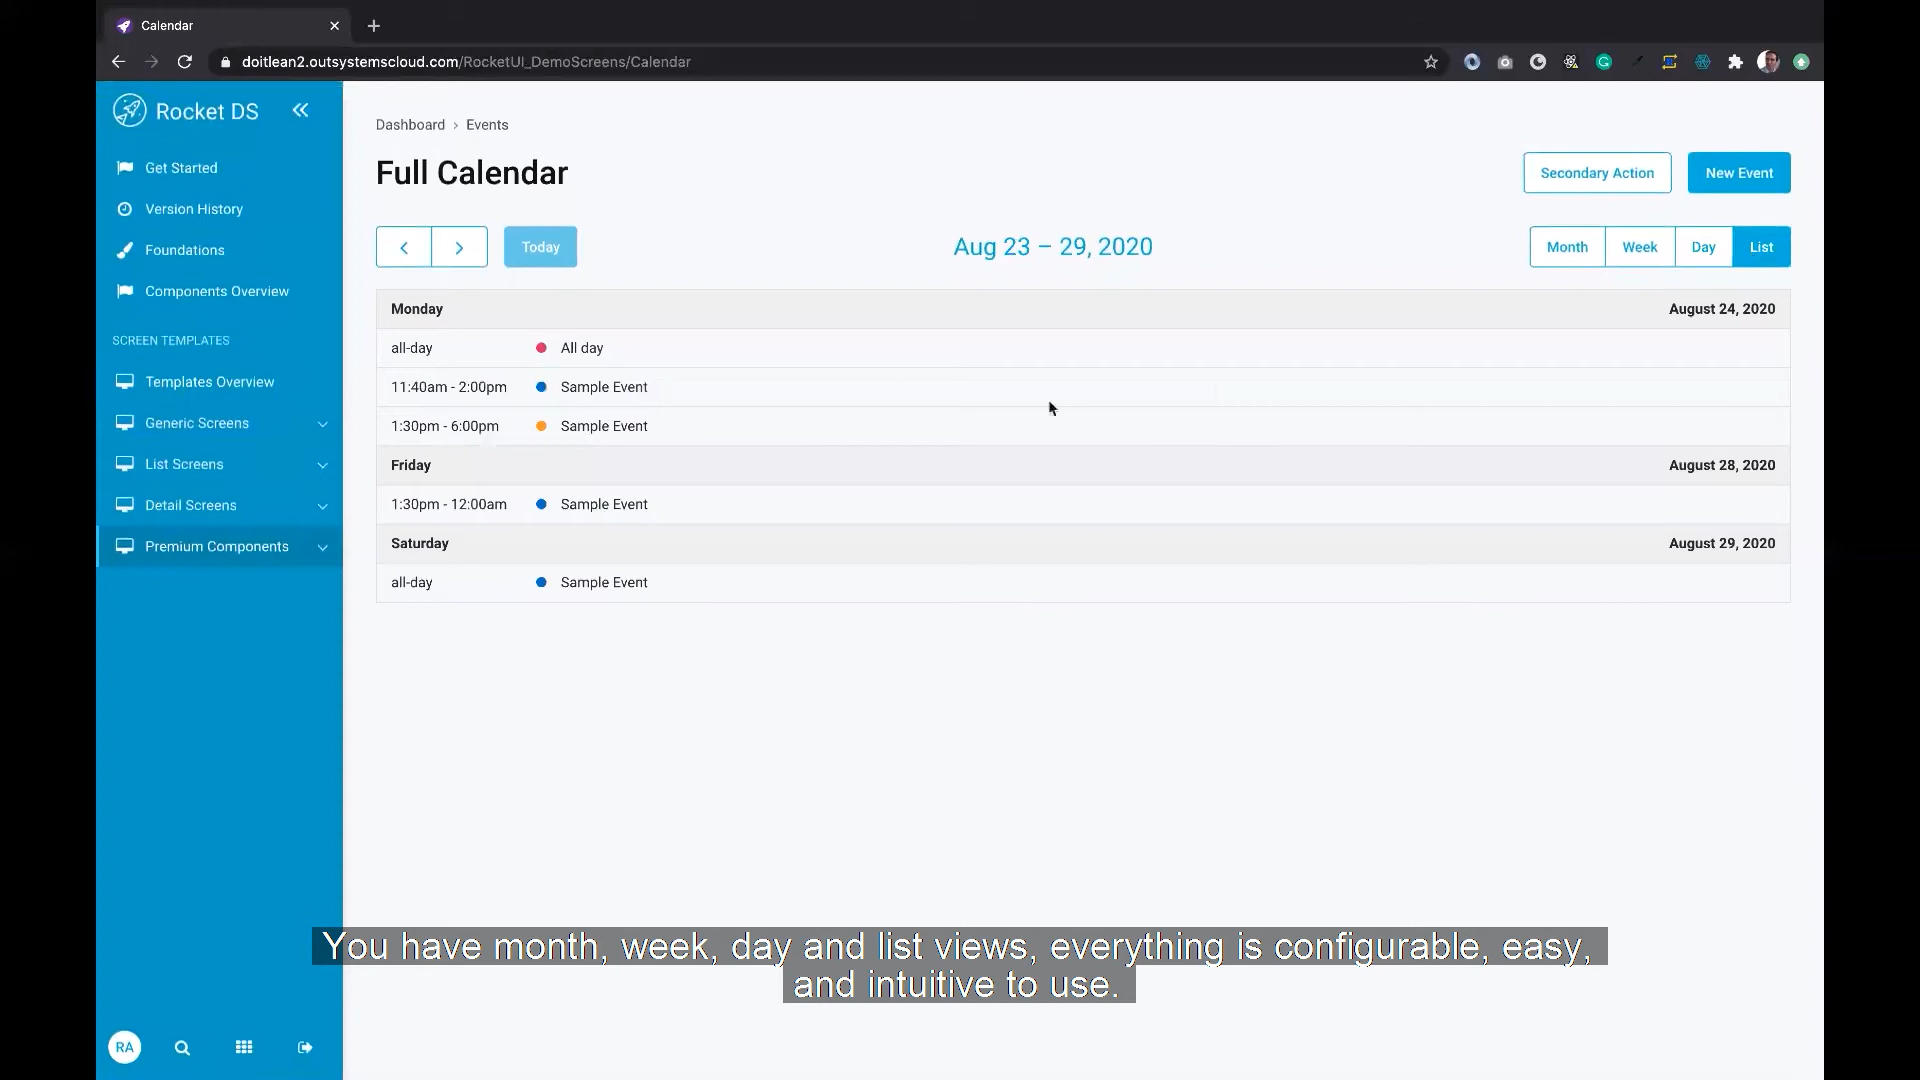 Calendar
doitlean2.outsystemscloud.com/RocketUI_DemoScreens/Calendar
Rocket DS
Get Started
Version History
Foundations
Components Overview
SCREEN TEMPLATES
Templates Overview
Generic Screens
List Screens
Detail Screens
Premium Components
RA
Dashboard › Events
Full Calendar
Secondary Action
New Event
Today
Aug 23 – 29, 2020
Month Week Day List
Monday August 24, 2020
all-day All day
11:40am - 2:00pm Sample Event
1:30pm - 6:00pm Sample Event
Friday August 28, 2020
1:30pm - 12:00am Sample Event
Saturday August 29, 2020
all-day Sample Event
You have month, week, day and list views, everything is configurable, easy,
and intuitive to use.